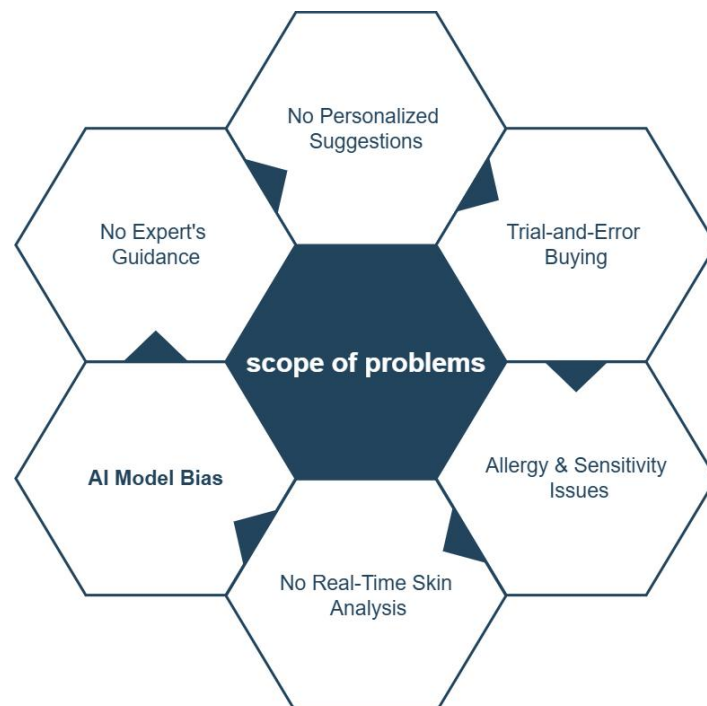 No Personalized
Suggestions
Trial-and-Error
Buying
Allergy & Sensitivity
Issues
No Real-Time Skin
Analysis
AI Model Bias
No Expert's
Guidance
scope of problems